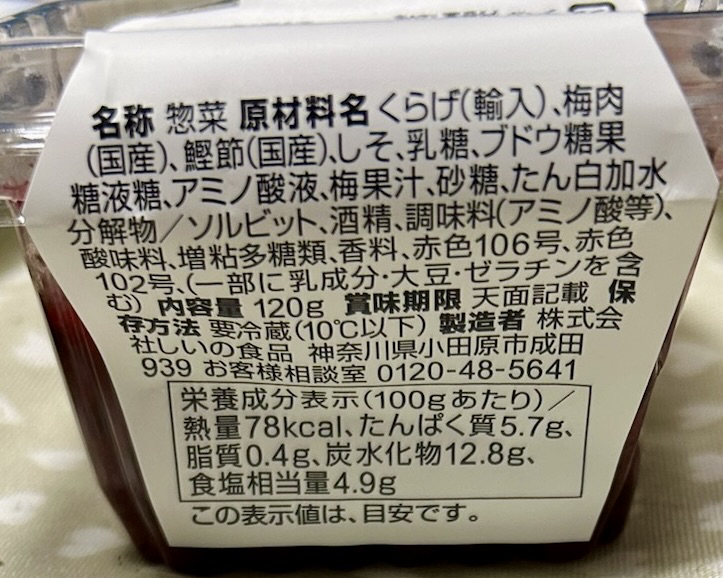 名称 惣菜 原材料名 くらげ(輸入)、梅肉
(国産)、鰹節(国産)、しそ、乳糖、ブドウ糖果
糖液糖、アミノ酸液、梅果汁、砂糖、たん白加水
分解物／ソルビット、酒精、調味料(アミノ酸等)、
酸味料、増粘多糖類、香料、赤色106号、赤色
102号、(一部に乳成分・大豆・ゼラチンを含
む) 内容量 120g 賞味期限 天面記載 保
存方法 要冷蔵(10℃以下) 製造者 株式会
社しいの食品 神奈川県小田原市成田
939 お客様相談室 0120-48-5641
栄養成分表示(100gあたり)／
熱量78kcal、たんぱく質5.7g、
脂質0.4g、炭水化物12.8g、
食塩相当量4.9g
この表示値は、目安です。